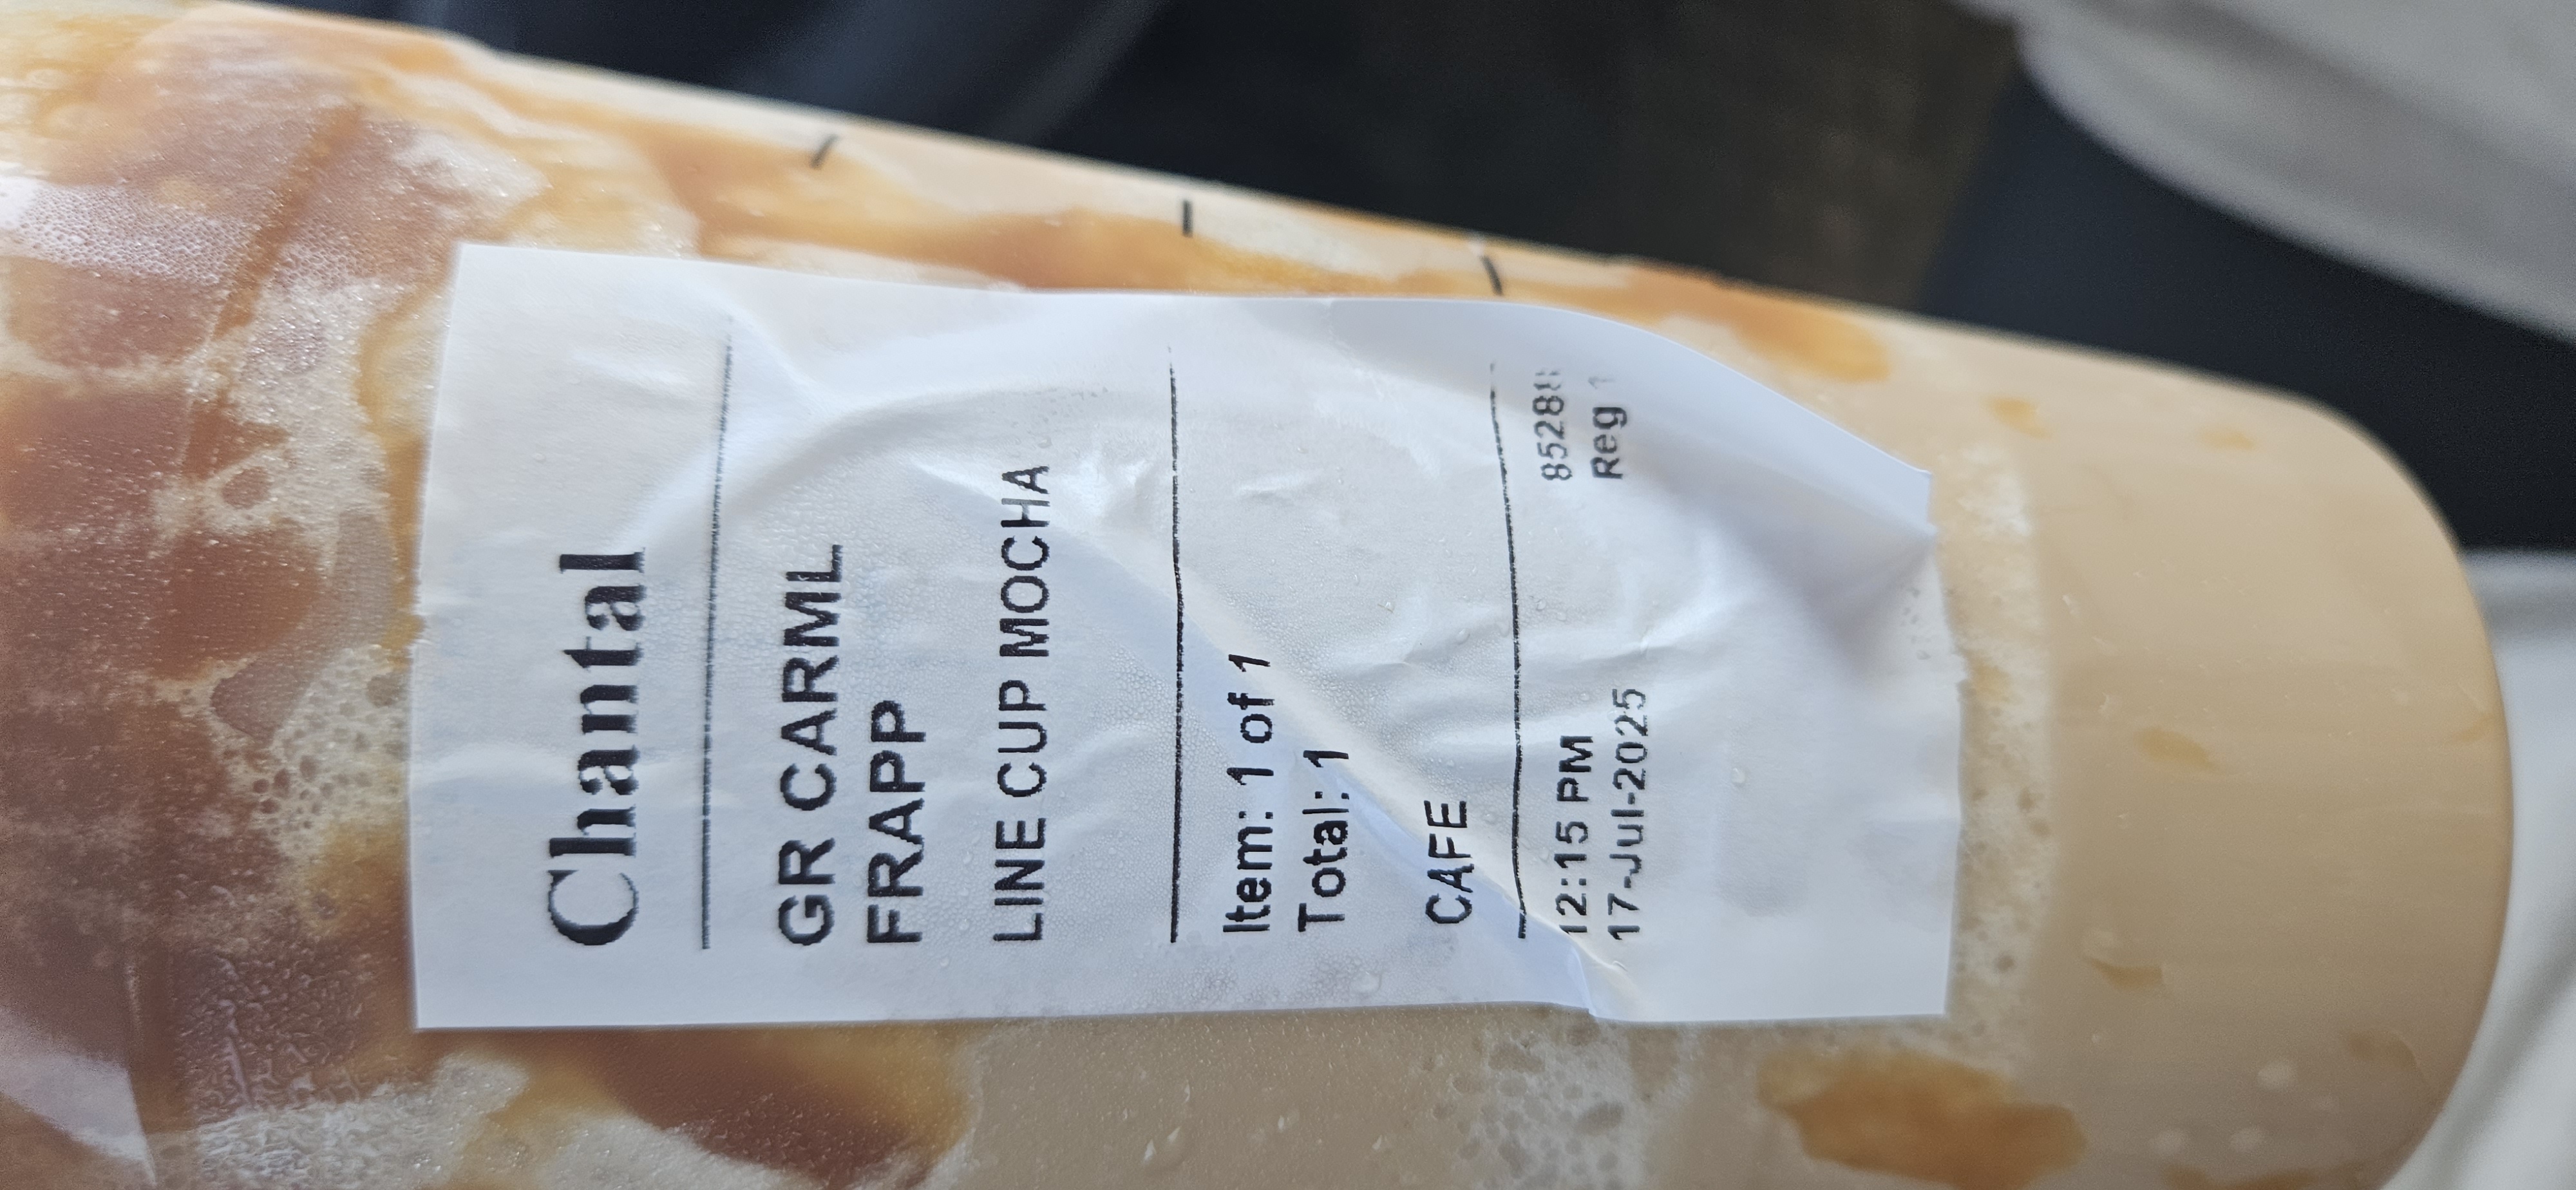 Chantal
GR CARML
FRAPP
LINE CUP MOCHA
Item: 1 of 1
Total: 1
CAFE
12:15 PM
17-Jul-2025 Reg 1